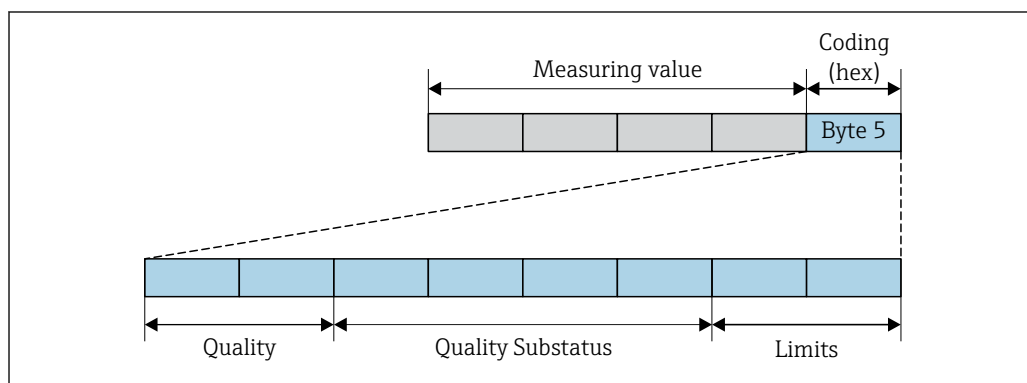 Coding
(hex)
Measuring value
Byte 5
Quality
Quality Substatus
Limits